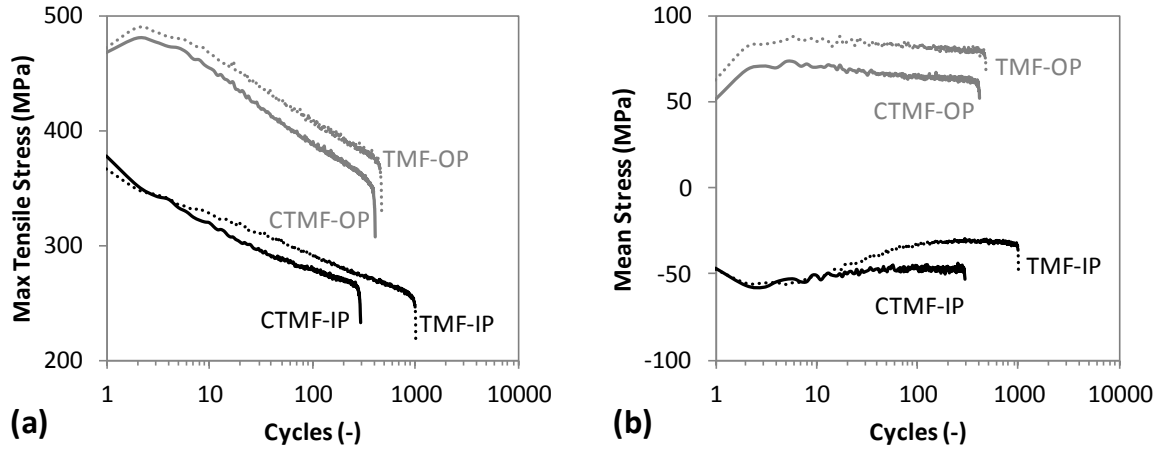 500
400
300
200
Max Tensile Stress (MPa)
TMF-OP
CTMF-OP
CTMF-IP
TMF-IP
1
10
100
1000
10000
Cycles (-)
(a)
100
50
0
-50
-100
Mean Stress (MPa)
TMF-OP
CTMF-OP
TMF-IP
CTMF-IP
1
10
100
1000
10000
Cycles (-)
(b)